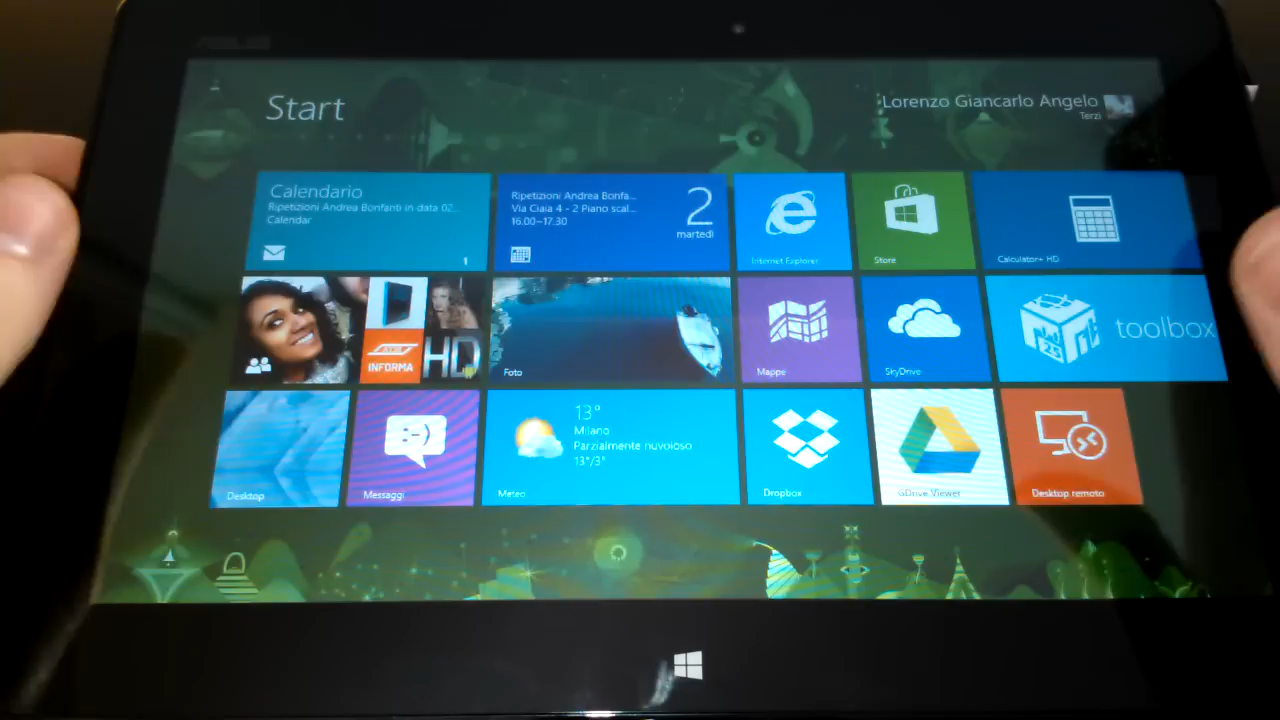 ASUS
Start
Lorenzo Giancarlo Angelo
Terzi
Calendario
Ripetizioni Andrea Bonfanti in data 02...
Calendar
1
Ripetizioni Andrea Bonfa...
Via Ciaia 4 - 2 Piano scal...
16.00–17.30
2
martedì
Internet Explorer
Store
Calculator+ HD
INFORMA
HD
Foto
Mappe
SkyDrive
23
toolbox
Desktop
:-)
Messaggi
13°
Milano
Parzialmente nuvoloso
13°/3°
Meteo
Dropbox
GDrive Viewer
Desktop remoto